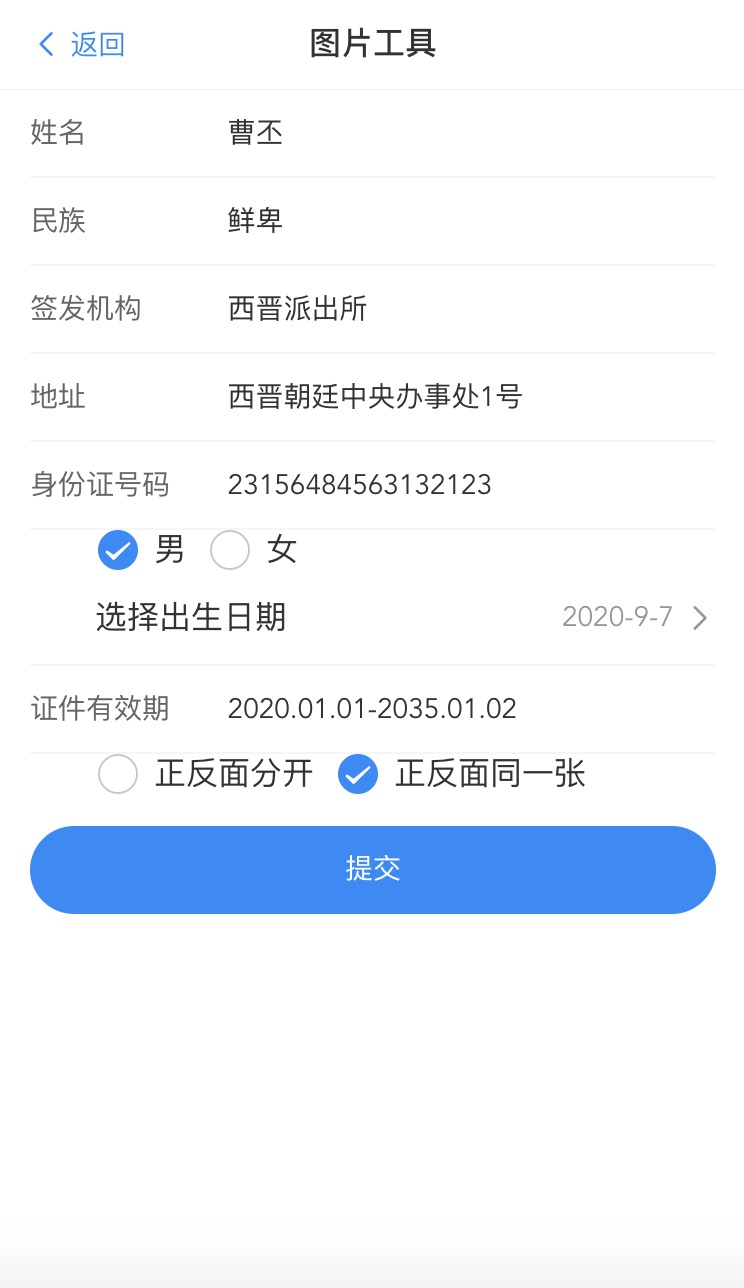 返回 图片工具
姓名 曹丕
民族 鲜卑
签发机构 西晋派出所
地址 西晋朝廷中央办事处1号
身份证号码 23156484563132123
男 女
选择出生日期 2020-9-7
证件有效期 2020.01.01-2035.01.02
正反面分开 正反面同一张
提交